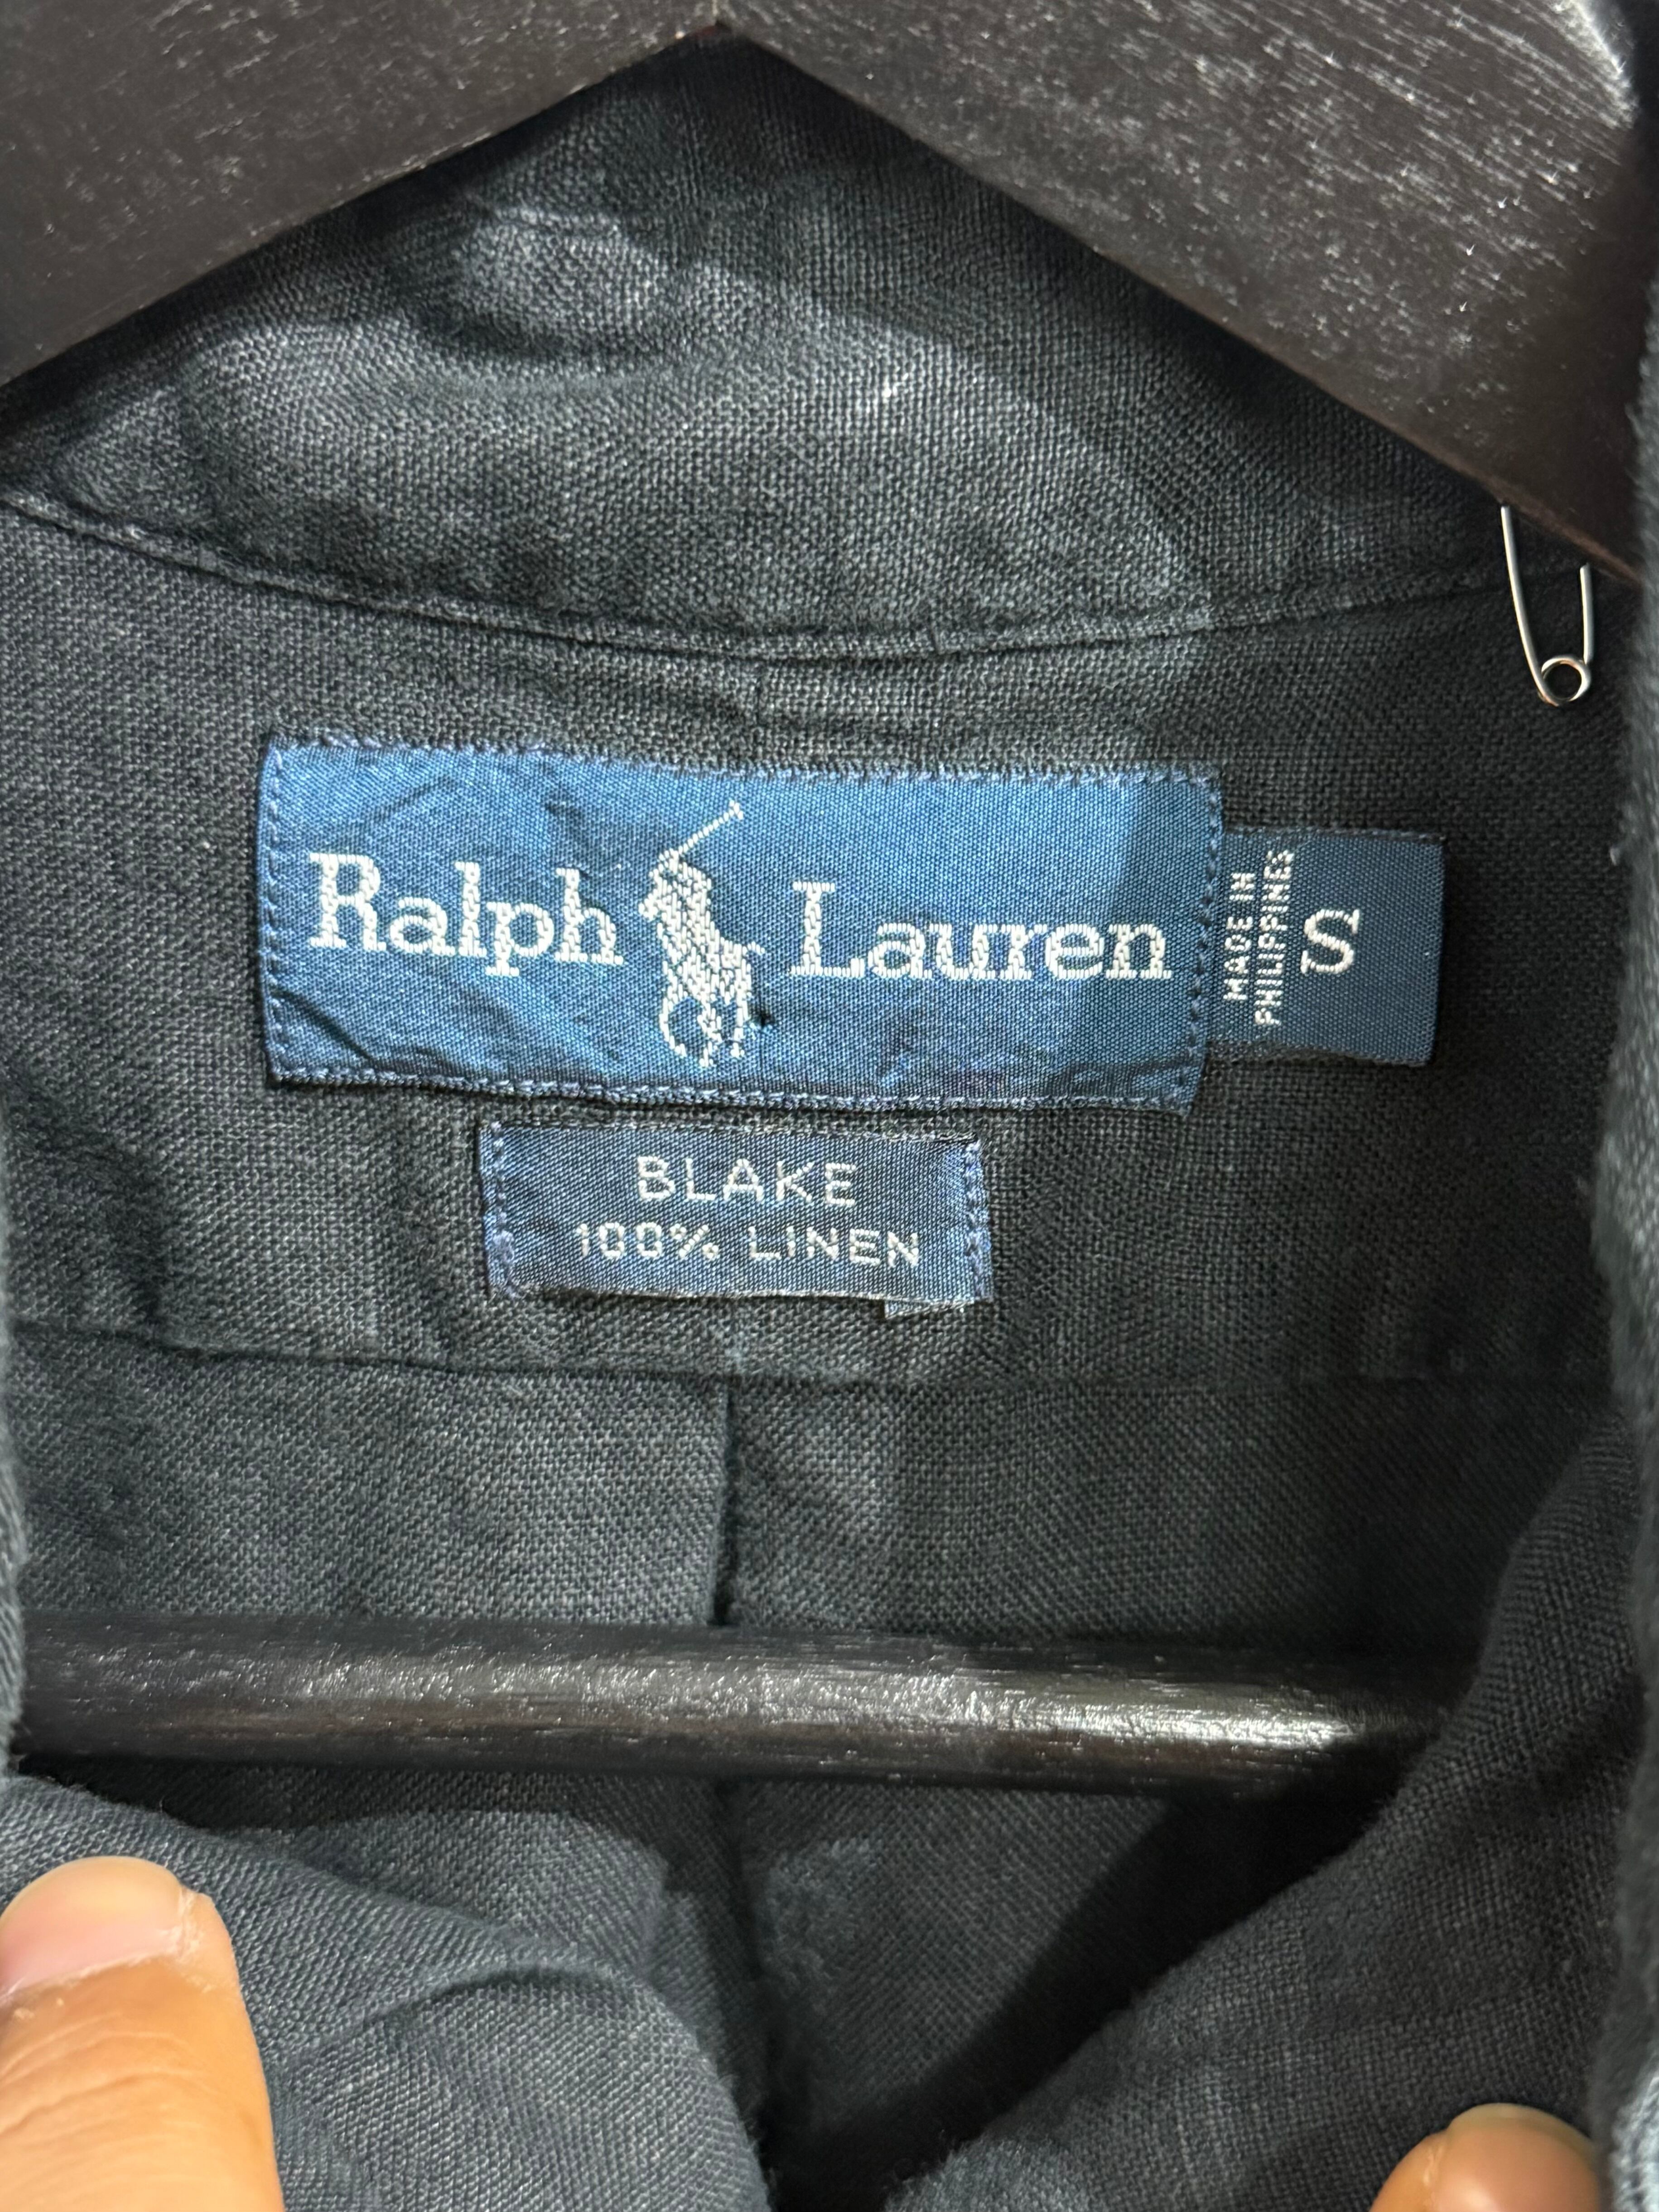 Ralph Lauren
MADE IN
PHILIPPINES
S
BLAKE
100% LINEN